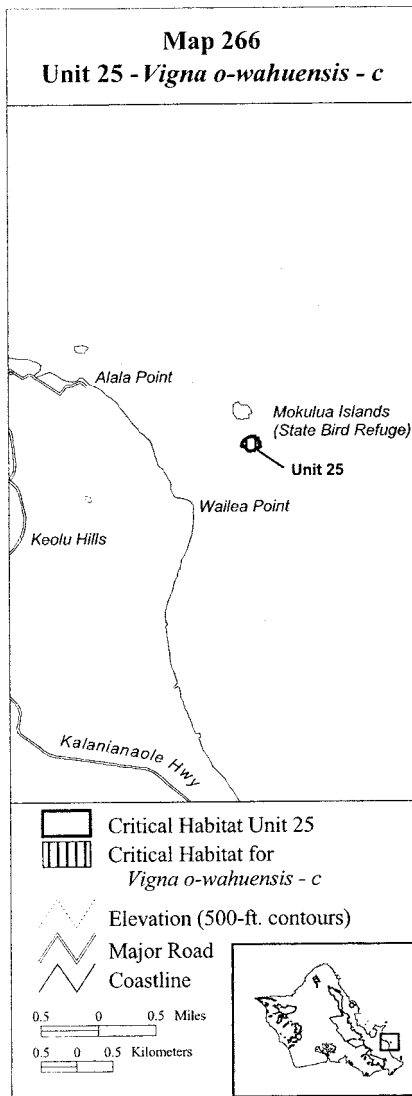 Map 266
Unit 25 - Vigna o-wahuensis - c
Alala Point
Mokulua Islands
(State Bird Refuge)
Unit 25
Wailea Point
Keolu Hills
Kalanianaole Hwy
Critical Habitat Unit 25
Critical Habitat for
Vigna o-wahuensis - c
Elevation (500-ft. contours)
Major Road
Coastline
0.5 0 0.5 Miles
0.5 0 0.5 Kilometers